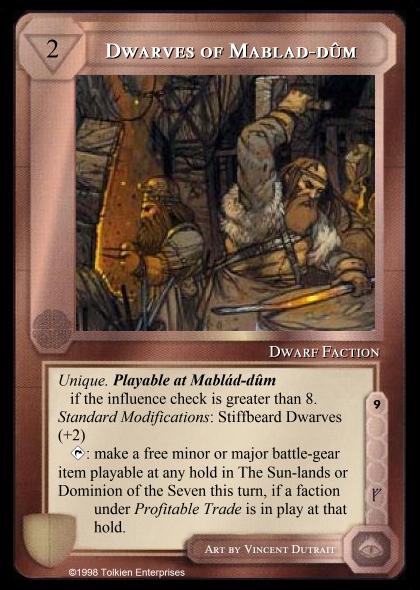 2
DWARVES OF MABLAD-DÛM
DWARF FACTION
Unique. Playable at Mablád-dûm
if the influence check is greater than 8.
Standard Modifications: Stiffbeard Dwarves
(+2)
: make a free minor or major battle-gear
item playable at any hold in The Sun-lands or
Dominion of the Seven this turn, if a faction
under Profitable Trade is in play at that
hold.
9
ᚠ
ART BY VINCENT DUTRAIT
©1998 Tolkien Enterprises